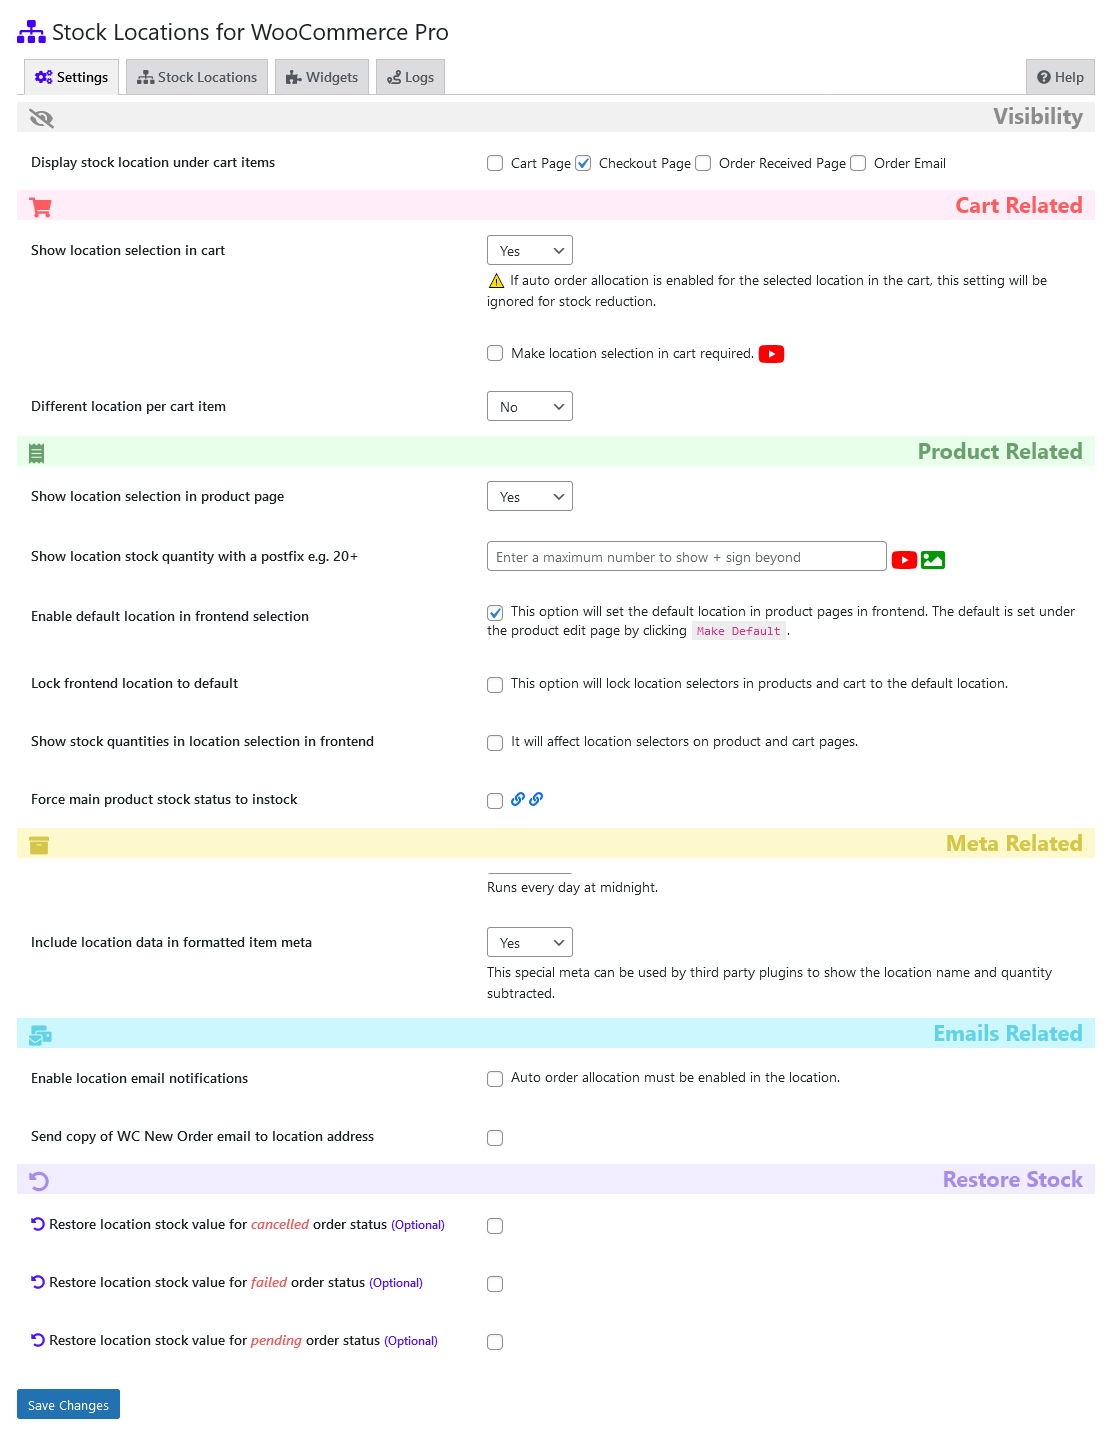 Stock Locations for WooCommerce Pro
Settings
Stock Locations
Widgets
Logs
Help
Visibility
Display stock location under cart items
Cart Page
Checkout Page
Order Received Page
Order Email
Cart Related
Show location selection in cart
Yes
If auto order allocation is enabled for the selected location in the cart, this setting will be
ignored for stock reduction.
Make location selection in cart required.
Different location per cart item
No
Product Related
Show location selection in product page
Yes
Show location stock quantity with a postfix e.g. 20+
Enter a maximum number to show + sign beyond
Enable default location in frontend selection
This option will set the default location in product pages in frontend. The default is set under
the product edit page by clicking Make Default.
Lock frontend location to default
This option will lock location selectors in products and cart to the default location.
Show stock quantities in location selection in frontend
It will affect location selectors on product and cart pages.
Force main product stock status to instock
Meta Related
Runs every day at midnight.
Include location data in formatted item meta
Yes
This special meta can be used by third party plugins to show the location name and quantity
subtracted.
Emails Related
Enable location email notifications
Auto order allocation must be enabled in the location.
Send copy of WC New Order email to location address
Restore Stock
Restore location stock value for cancelled order status (Optional)
Restore location stock value for failed order status (Optional)
Restore location stock value for pending order status (Optional)
Save Changes